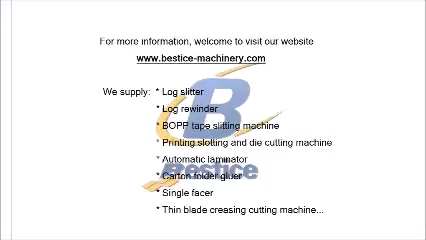 For more information, welcome to visit our website
www.bestice-machinery.com
We supply: * Log slitter
* Log rewinder
* BOPP tape slitting machine
* Printing slotting and die cutting machine
* Automatic laminator
* Carton folder gluer
* Single facer
* Thin blade creasing cutting machine...
B
Bestice